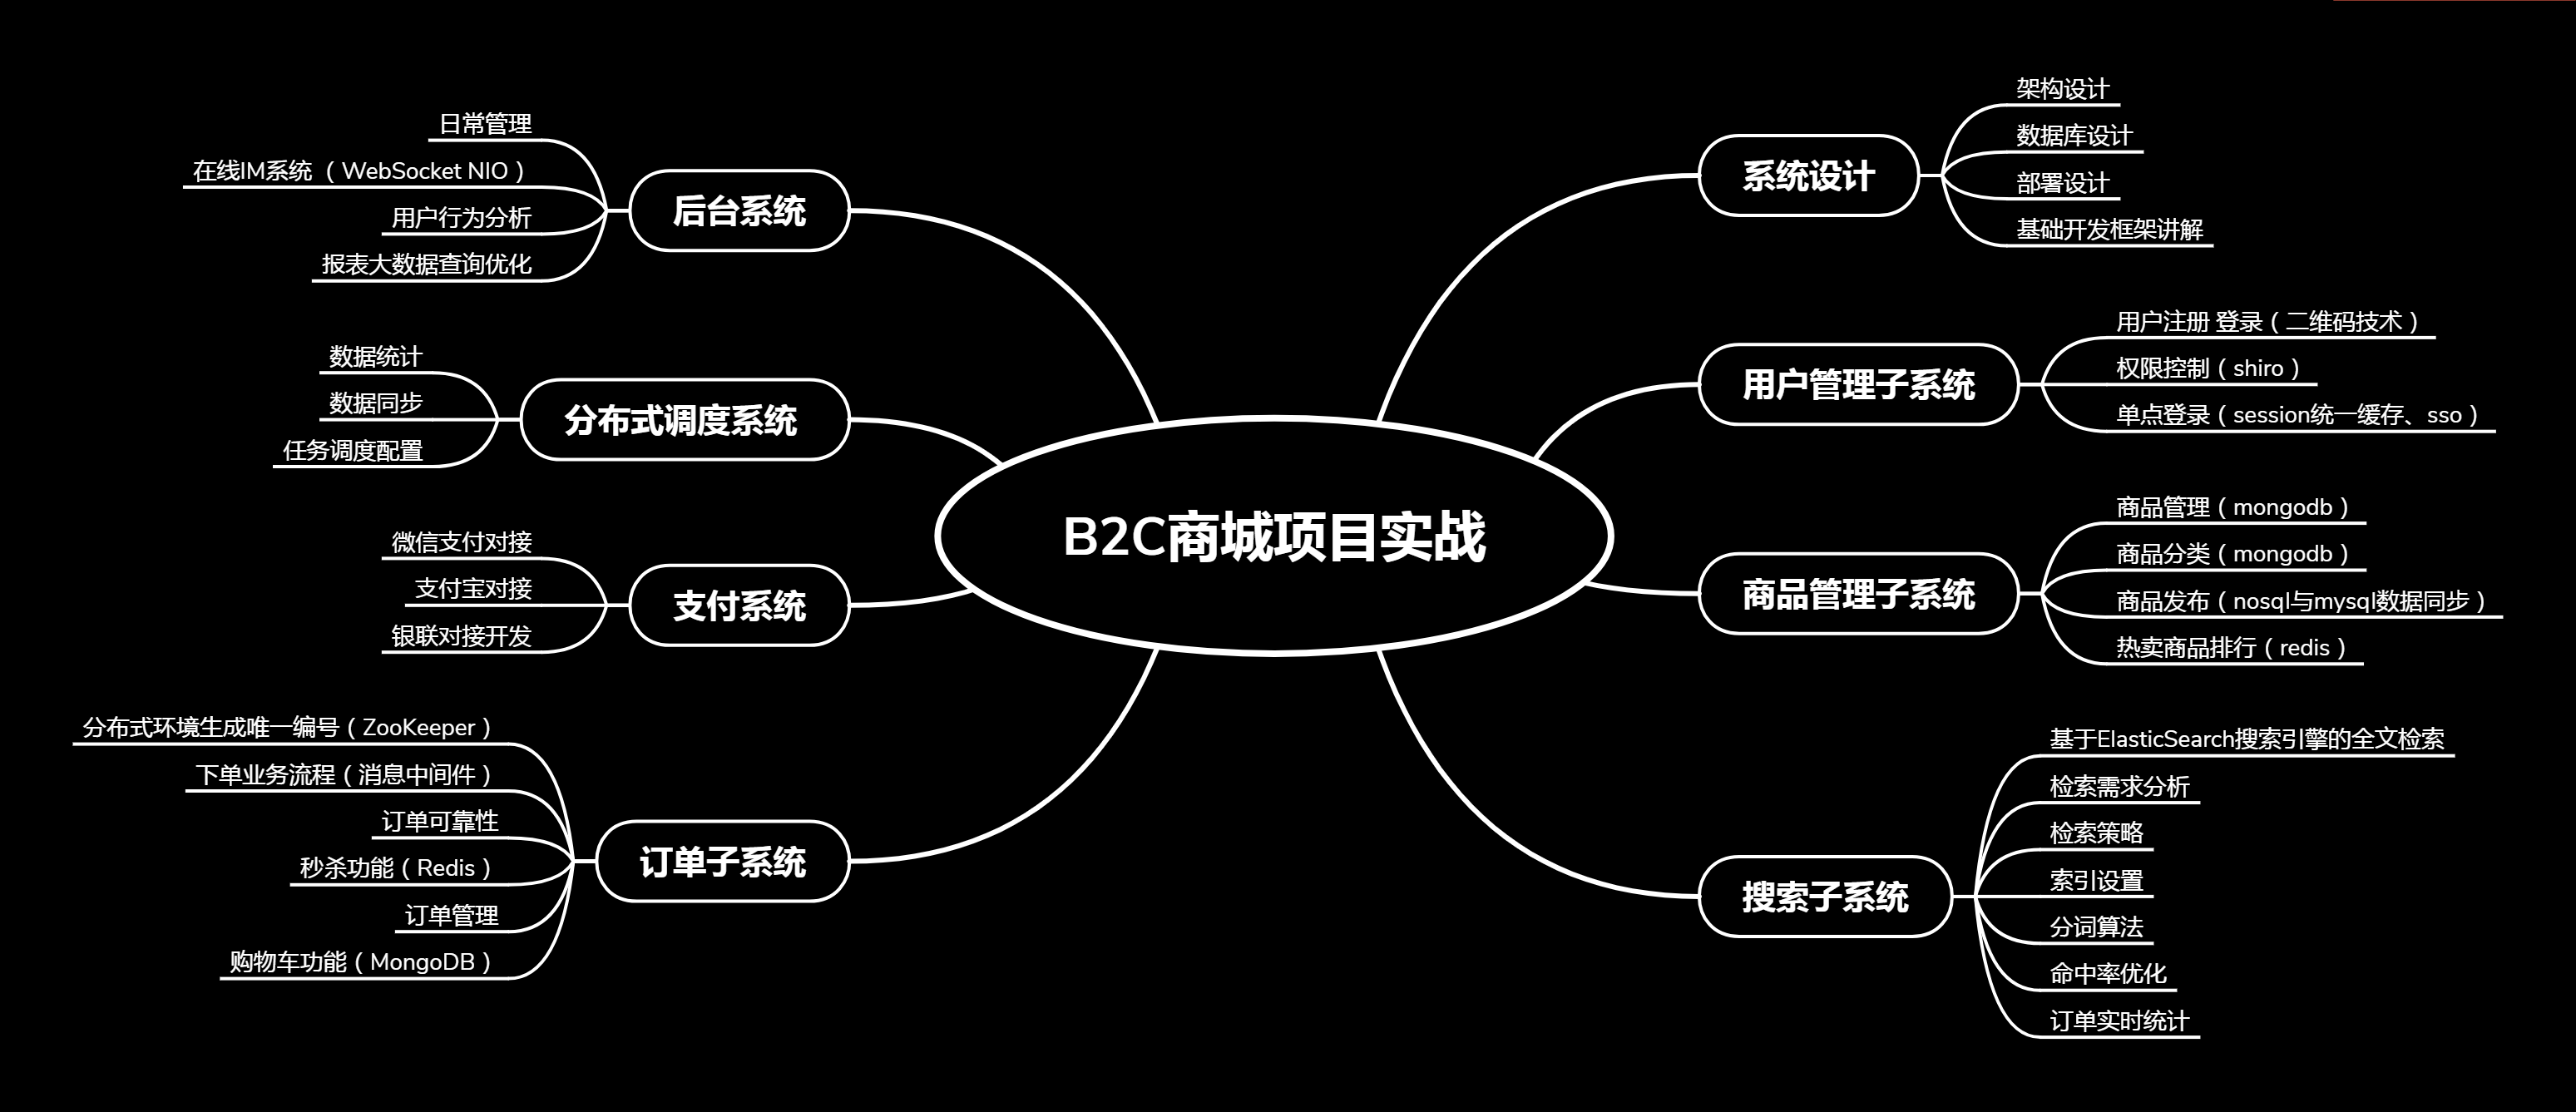 B2C商城项目实战
系统设计
架构设计
数据库设计
部署设计
基础开发框架讲解
用户管理子系统
用户注册 登录（二维码技术）
权限控制（shiro）
单点登录（session统一缓存、sso）
商品管理子系统
商品管理（mongodb）
商品分类（mongodb）
商品发布（nosql与mysql数据同步）
热卖商品排行（redis）
搜索子系统
基于ElasticSearch搜索引擎的全文检索
检索需求分析
检索策略
索引设置
分词算法
命中率优化
订单实时统计
后台系统
日常管理
在线IM系统 （WebSocket NIO）
用户行为分析
报表大数据查询优化
分布式调度系统
数据统计
数据同步
任务调度配置
支付系统
微信支付对接
支付宝对接
银联对接开发
订单子系统
分布式环境生成唯一编号（ZooKeeper）
下单业务流程（消息中间件）
订单可靠性
秒杀功能（Redis）
订单管理
购物车功能（MongoDB）